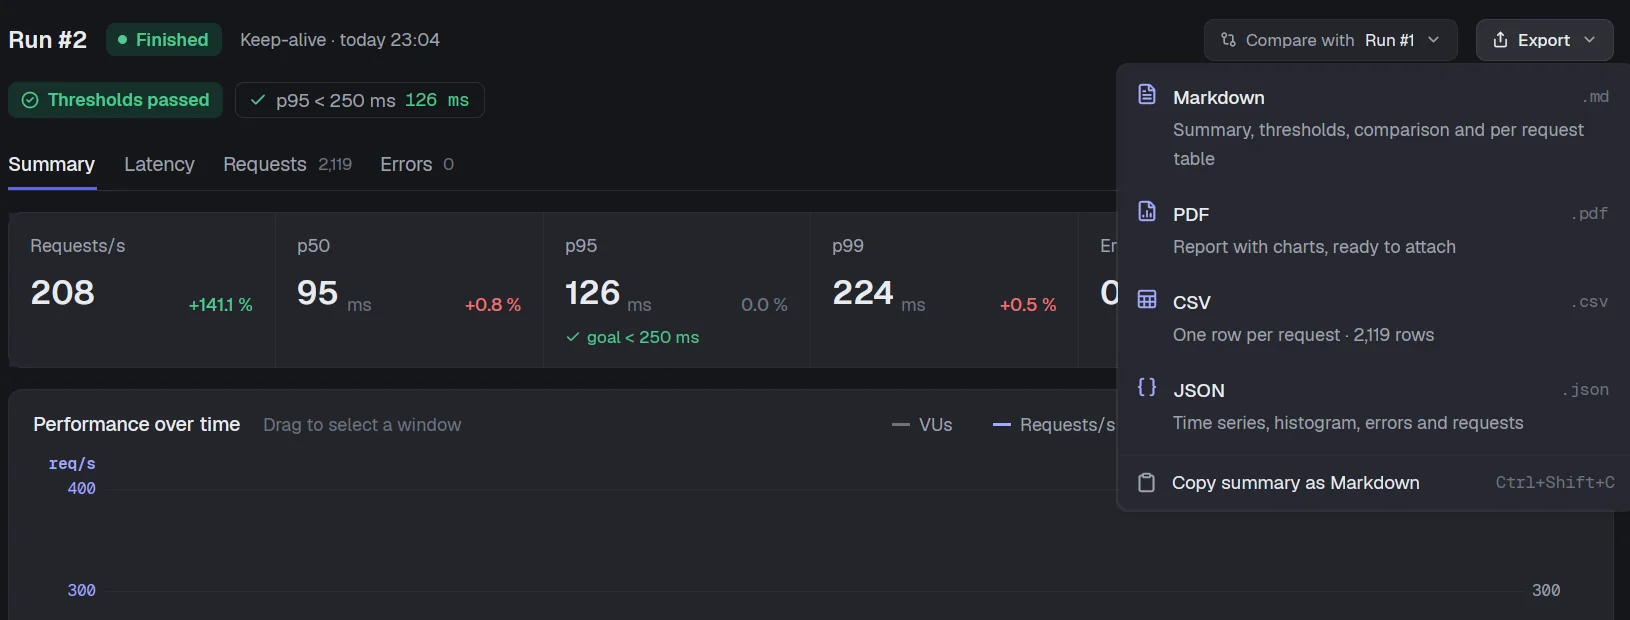 Run #2
Finished
Keep-alive · today 23:04
Compare with Run #1
Export
Thresholds passed
p95 < 250 ms 126 ms
Summary
Latency
Requests 2,119
Errors 0
Requests/s
208
+141.1 %
p50
95 ms
+0.8 %
p95
126 ms
0.0 %
goal < 250 ms
p99
224 ms
+0.5 %
Er
0
Markdown
.md
Summary, thresholds, comparison and per request
table
PDF
.pdf
Report with charts, ready to attach
CSV
.csv
One row per request · 2,119 rows
{} JSON
.json
Time series, histogram, errors and requests
Copy summary as Markdown
Ctrl+Shift+C
Performance over time
Drag to select a window
VUs
Requests/s
req/s
400
300
300